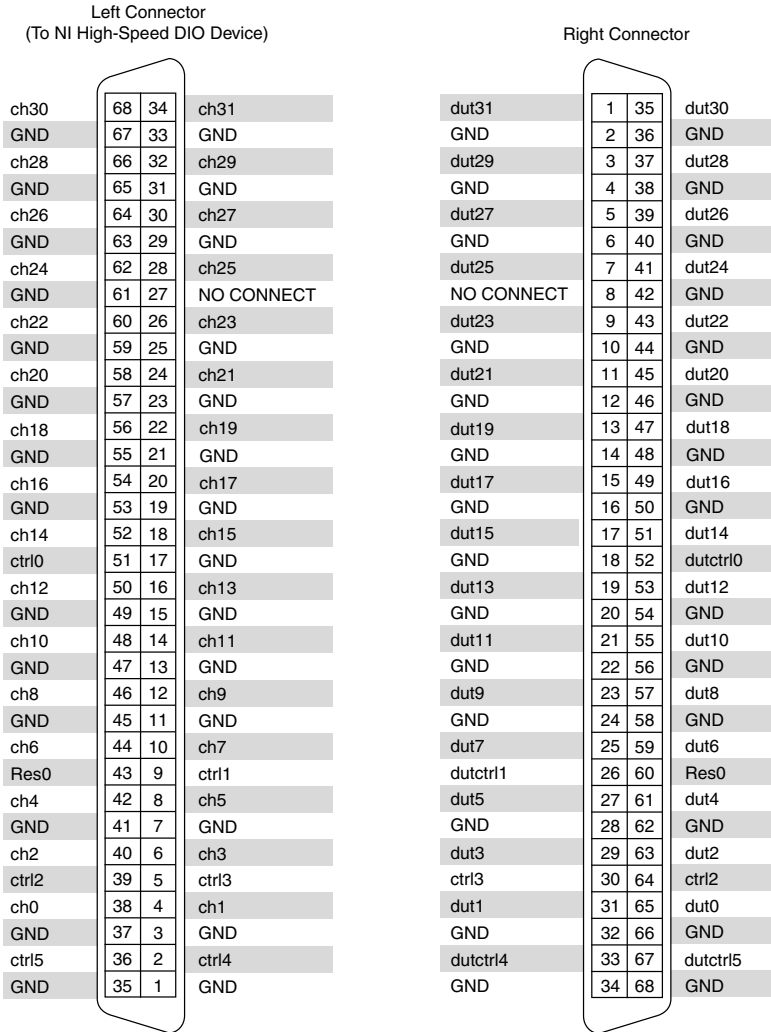 Left Connector
(To NI High-Speed DIO Device)
Right Connector
ch30 68 34 ch31 dut31 1 35 dut30
GND 67 33 GND GND 2 36 GND
ch28 66 32 ch29 dut29 3 37 dut28
GND 65 31 GND GND 4 38 GND
ch26 64 30 ch27 dut27 5 39 dut26
GND 63 29 GND GND 6 40 GND
ch24 62 28 ch25 dut25 7 41 dut24
GND 61 27 NO CONNECT NO CONNECT 8 42 GND
ch22 60 26 ch23 dut23 9 43 dut22
GND 59 25 GND GND 10 44 GND
ch20 58 24 ch21 dut21 11 45 dut20
GND 57 23 GND GND 12 46 GND
ch18 56 22 ch19 dut19 13 47 dut18
GND 55 21 GND GND 14 48 GND
ch16 54 20 ch17 dut17 15 49 dut16
GND 53 19 GND GND 16 50 GND
ch14 52 18 ch15 dut15 17 51 dut14
ctrl0 51 17 GND GND 18 52 dutctrl0
ch12 50 16 ch13 dut13 19 53 dut12
GND 49 15 GND GND 20 54 GND
ch10 48 14 ch11 dut11 21 55 dut10
GND 47 13 GND GND 22 56 GND
ch8 46 12 ch9 dut9 23 57 dut8
GND 45 11 GND GND 24 58 GND
ch6 44 10 ch7 dut7 25 59 dut6
Res0 43 9 ctrl1 dutctrl1 26 60 Res0
ch4 42 8 ch5 dut5 27 61 dut4
GND 41 7 GND GND 28 62 GND
ch2 40 6 ch3 dut3 29 63 dut2
ctrl2 39 5 ctrl3 ctrl3 30 64 ctrl2
ch0 38 4 ch1 dut1 31 65 dut0
GND 37 3 GND GND 32 66 GND
ctrl5 36 2 ctrl4 dutctrl4 33 67 dutctrl5
GND 35 1 GND GND 34 68 GND